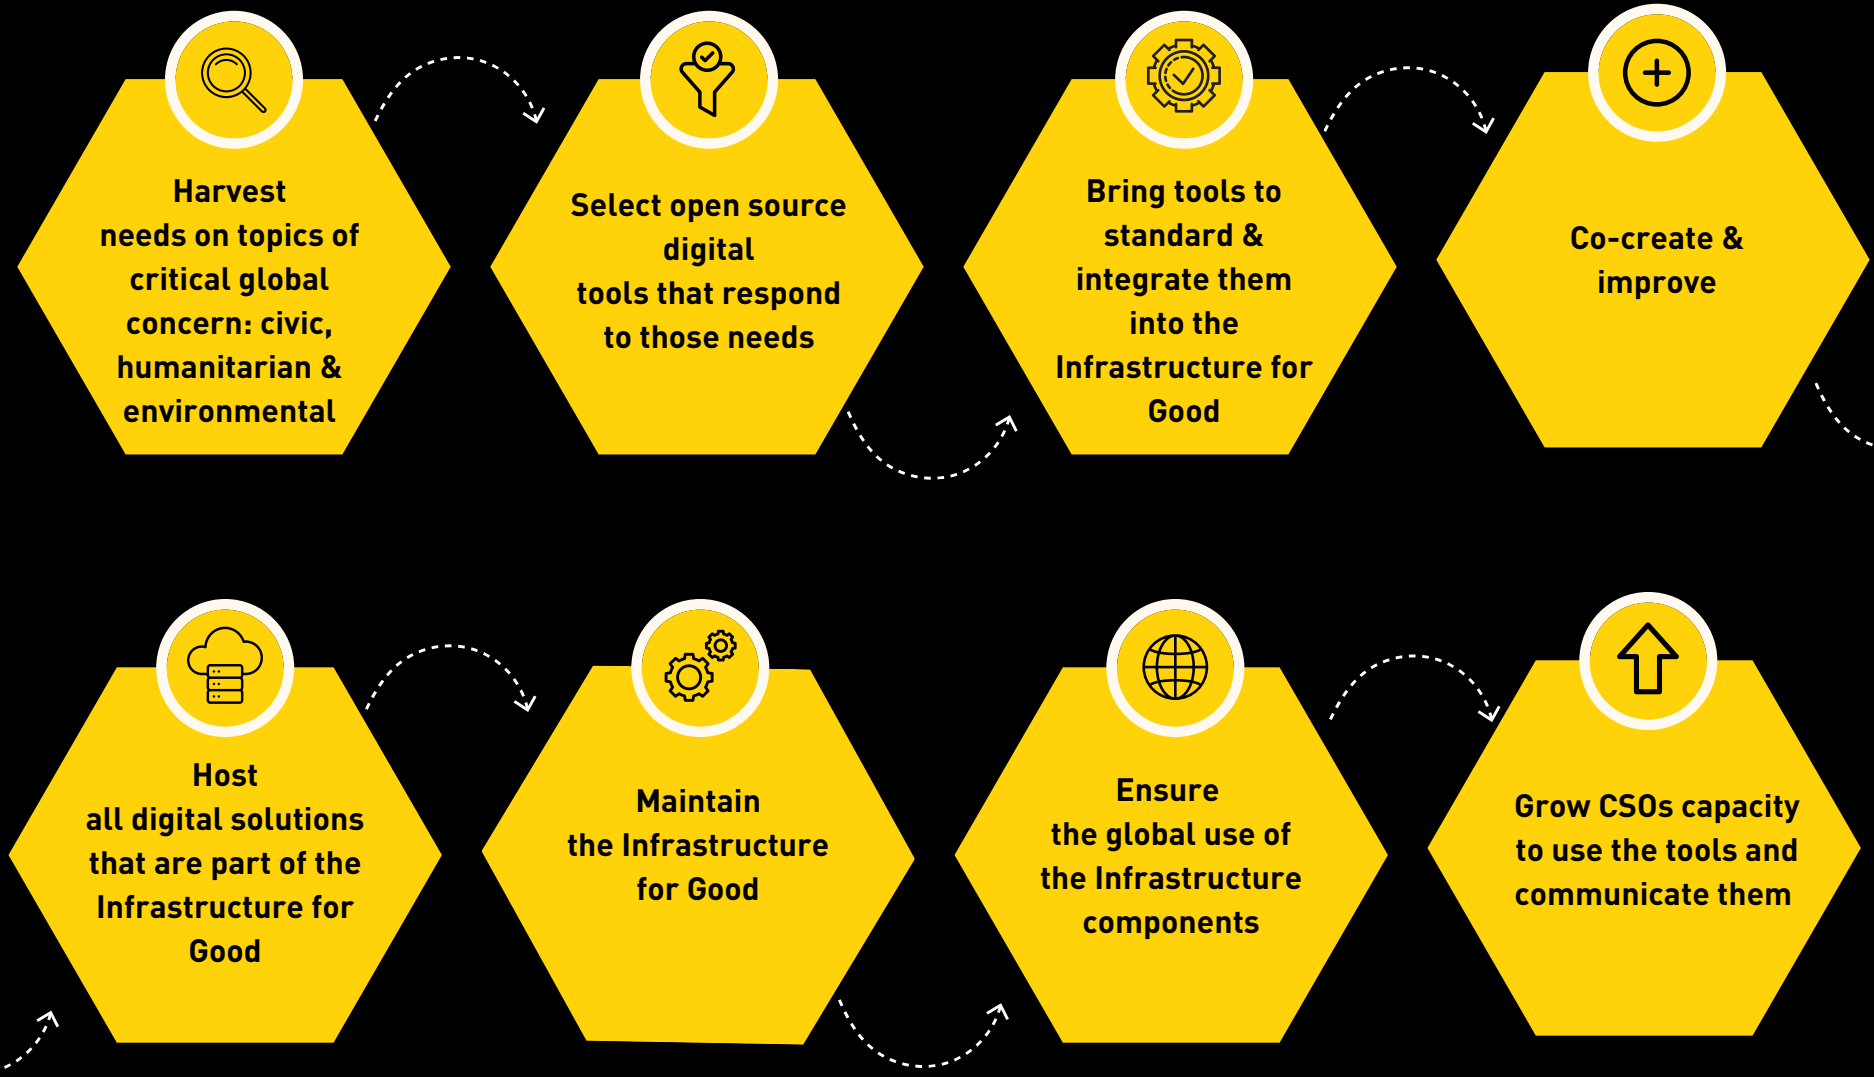 Harvest
needs on topics of
critical global
concern: civic,
humanitarian &
environmental
Select open source
digital
tools that respond
to those needs
Bring tools to
standard &
integrate them
into the
Infrastructure for
Good
Co-create &
improve
Host
all digital solutions
that are part of the
Infrastructure for
Good
Maintain
the Infrastructure
for Good
Ensure
the global use of
the Infrastructure
components
Grow CSOs capacity
to use the tools and
communicate them